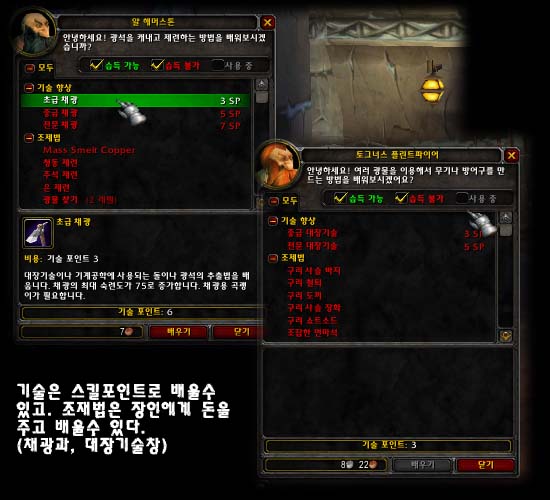 알 해머스톤
안녕하세요! 광석을 캐내고 제련하는 방법을 배워보시겠
습니까?
모두
습득 가능
습득 불가
사용 중
기술 향상
초급 채광 3 SP
중급 채광 5 SP
전문 채광 7 SP
조제법
Mass Smelt Copper
청동 제련
주석 제련
은 제련
광물 찾기 (2 레벨)
초급 채광
비용: 기술 포인트 3
대장기술이나 기계공학에 사용되는 돌이나 광석의 추출법을 배
웁니다. 채광의 최대 숙련도가 75로 증가합니다. 채광용 곡괭
이가 필요합니다.
기술 포인트: 6
7
배우기
닫기
토그너스 플린트파이어
안녕하세요! 여러 광물을 이용해서 무기나 방어구를 만
드는 방법을 배워보시겠어요?
모두
습득 가능
습득 불가
사용 중
기술 향상
중급 대장기술 3 SP
전문 대장기술 5 SP
조제법
구리 사슬 바지
구리 철퇴
구리 도끼
구리 사슬 장화
구리 쇼트소드
조잡한 연마석
기술 포인트: 3
8 22
배우기
닫기
기술은 스킬포인트로 배울수
있고. 조재법은 장인에게 돈을
주고 배울수 있다.
(채광과, 대장기술창)